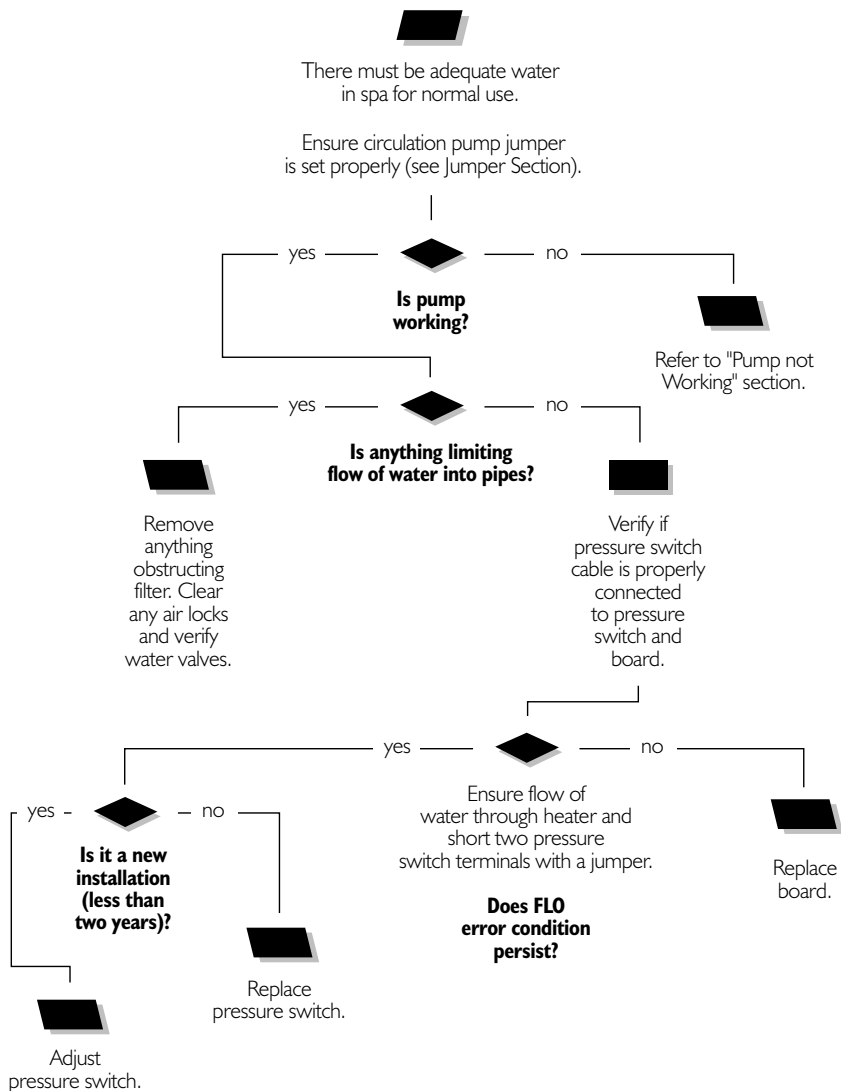 There must be adequate water
in spa for normal use.
Ensure circulation pump jumper
is set properly (see Jumper Section).
yes
no
Is pump
working?
Refer to "Pump not
Working" section.
yes
no
Is anything limiting
flow of water into pipes?
Remove
anything
obstructing
filter. Clear
any air locks
and verify
water valves.
Verify if
pressure switch
cable is properly
connected
to pressure
switch and
board.
yes
no
Ensure flow of
water through heater and
short two pressure
switch terminals with a jumper.
Does FLO
error condition
persist?
Replace
board.
yes
no
Is it a new
installation
(less than
two years)?
Replace
pressure switch.
Adjust
pressure switch.